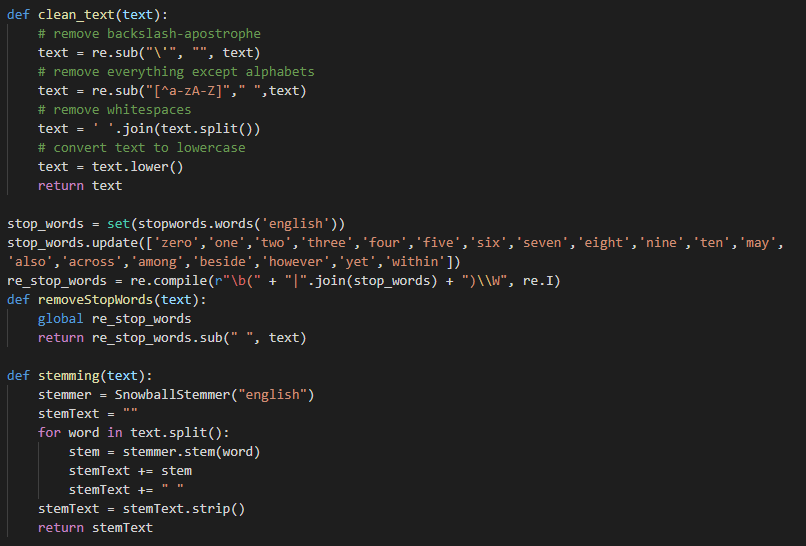 def clean_text(text):
    # remove backslash-apostrophe
    text = re.sub("\'", "", text)
    # remove everything except alphabets
    text = re.sub("[^a-zA-Z]"," ",text)
    # remove whitespaces
    text = ' '.join(text.split())
    # convert text to lowercase
    text = text.lower()
    return text

stop_words = set(stopwords.words('english'))
stop_words.update(['zero','one','two','three','four','five','six','seven','eight','nine','ten','may',
'also','across','among','beside','however','yet','within'])
re_stop_words = re.compile(r"\b(" + "|".join(stop_words) + ")\\W", re.I)
def removeStopWords(text):
    global re_stop_words
    return re_stop_words.sub(" ", text)

def stemming(text):
    stemmer = SnowballStemmer("english")
    stemText = ""
    for word in text.split():
        stem = stemmer.stem(word)
        stemText += stem
        stemText += " "
    stemText = stemText.strip()
    return stemText